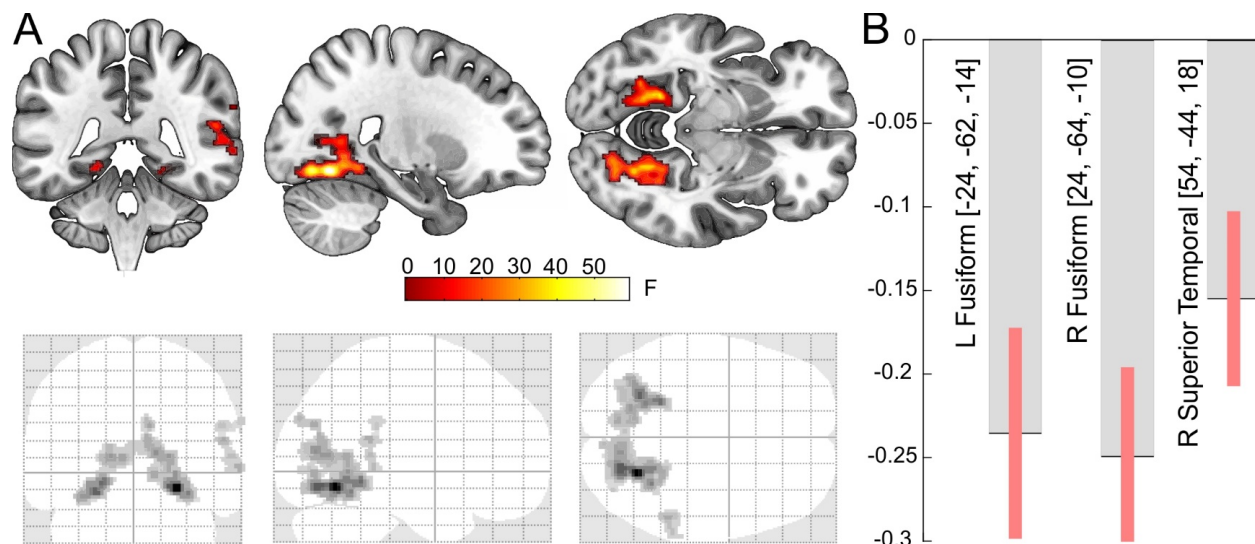 A
0 10 20 30 40 50
F
B
0
-0.05
-0.1
-0.15
-0.2
-0.25
-0.3
L Fusiform [-24, -62, -14]
R Fusiform [24, -64, -10]
R Superior Temporal [54, -44, 18]